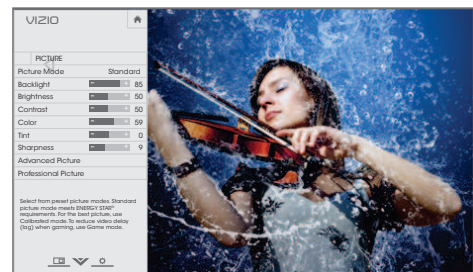 VIZIO
PICTURE
Picture Mode Standard
Backlight 85
Brightness 50
Contrast 50
Color 59
Tint 0
Sharpness 9
Advanced Picture
Professional Picture
Select from preset picture modes. Standard
picture mode meets ENERGY STAR®
requirements. For the best picture, use
Calibrated mode. To reduce video delay
(lag) when gaming, use Game mode.